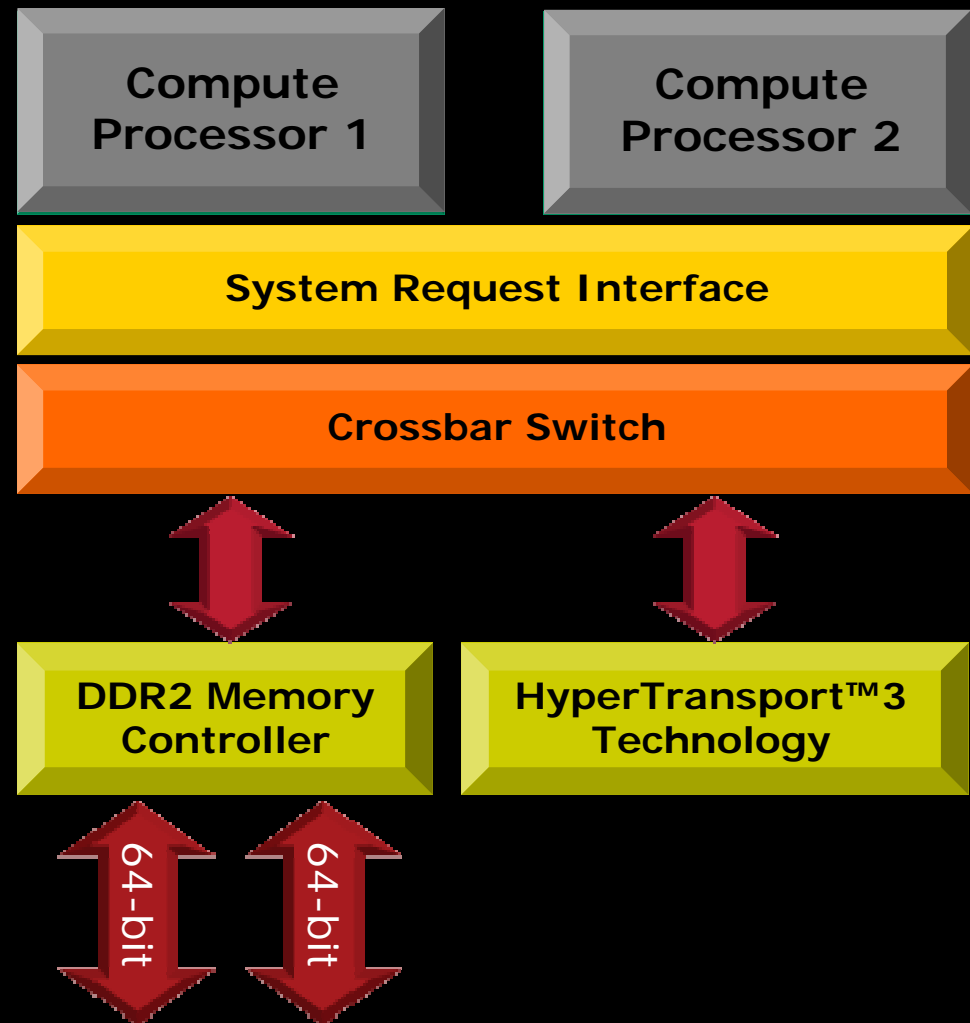 Compute
Processor 1
Compute
Processor 2
System Request Interface
Crossbar Switch
DDR2 Memory
Controller
HyperTransport™3
Technology
64-bit
64-bit